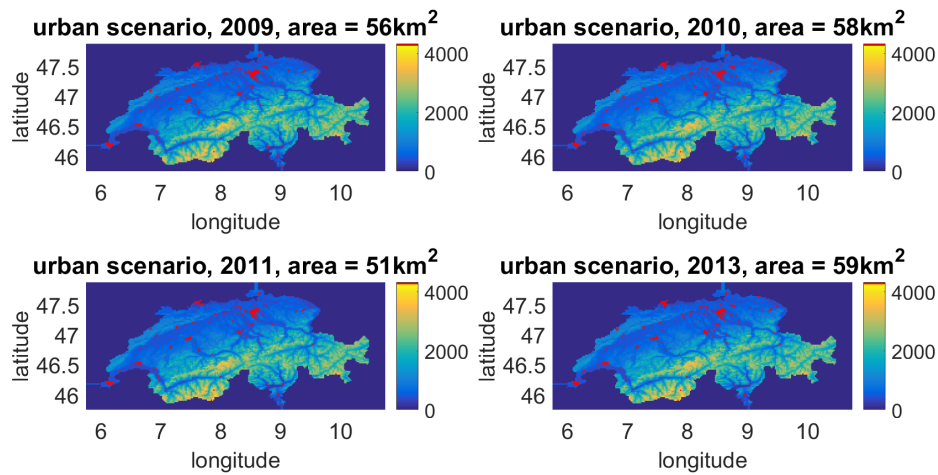 urban scenario, 2009, area = 56km²
47.5
47
46.5
46
latitude
6 7 8 9 10
longitude
4000
2000
0
urban scenario, 2010, area = 58km²
47.5
47
46.5
46
latitude
6 7 8 9 10
longitude
4000
2000
0
urban scenario, 2011, area = 51km²
47.5
47
46.5
46
latitude
6 7 8 9 10
longitude
4000
2000
0
urban scenario, 2013, area = 59km²
47.5
47
46.5
46
latitude
6 7 8 9 10
longitude
4000
2000
0